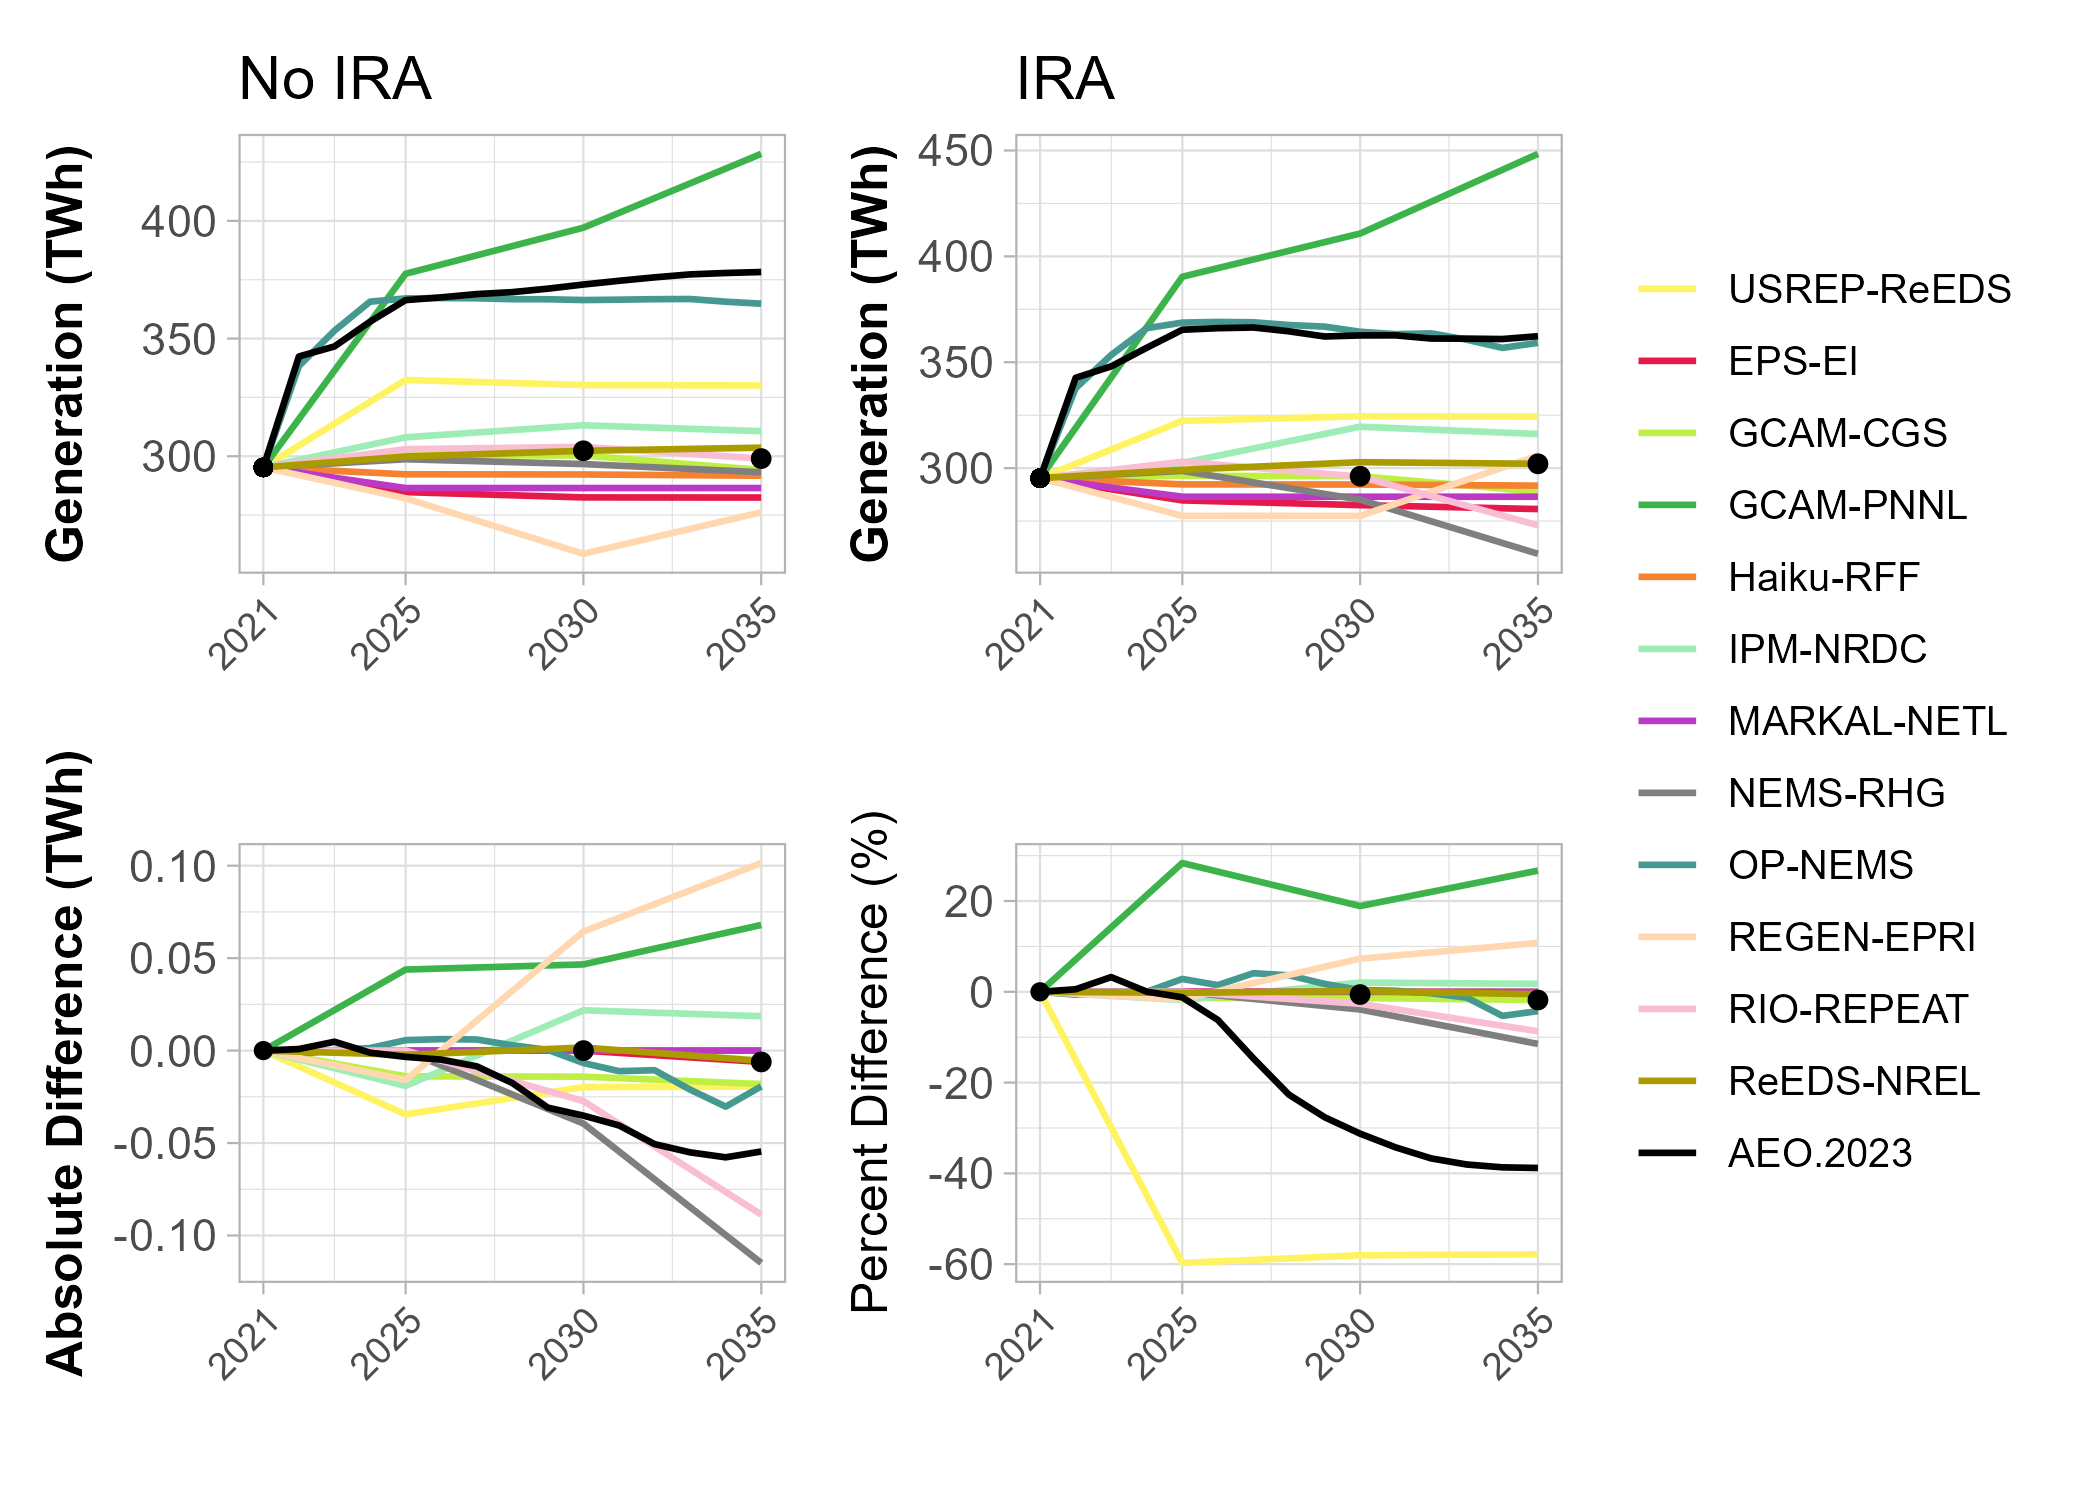 No IRA
IRA
Generation (TWh)
400
350
300
2021
2025
2030
2035
Generation (TWh)
450
400
350
300
2021
2025
2030
2035
Absolute Difference (TWh)
0.10
0.05
0.00
-0.05
-0.10
2021
2025
2030
2035
Percent Difference (%)
20
0
-20
-40
-60
2021
2025
2030
2035
USREP-ReEDS
EPS-EI
GCAM-CGS
GCAM-PNNL
Haiku-RFF
IPM-NRDC
MARKAL-NETL
NEMS-RHG
OP-NEMS
REGEN-EPRI
RIO-REPEAT
ReEDS-NREL
AEO.2023